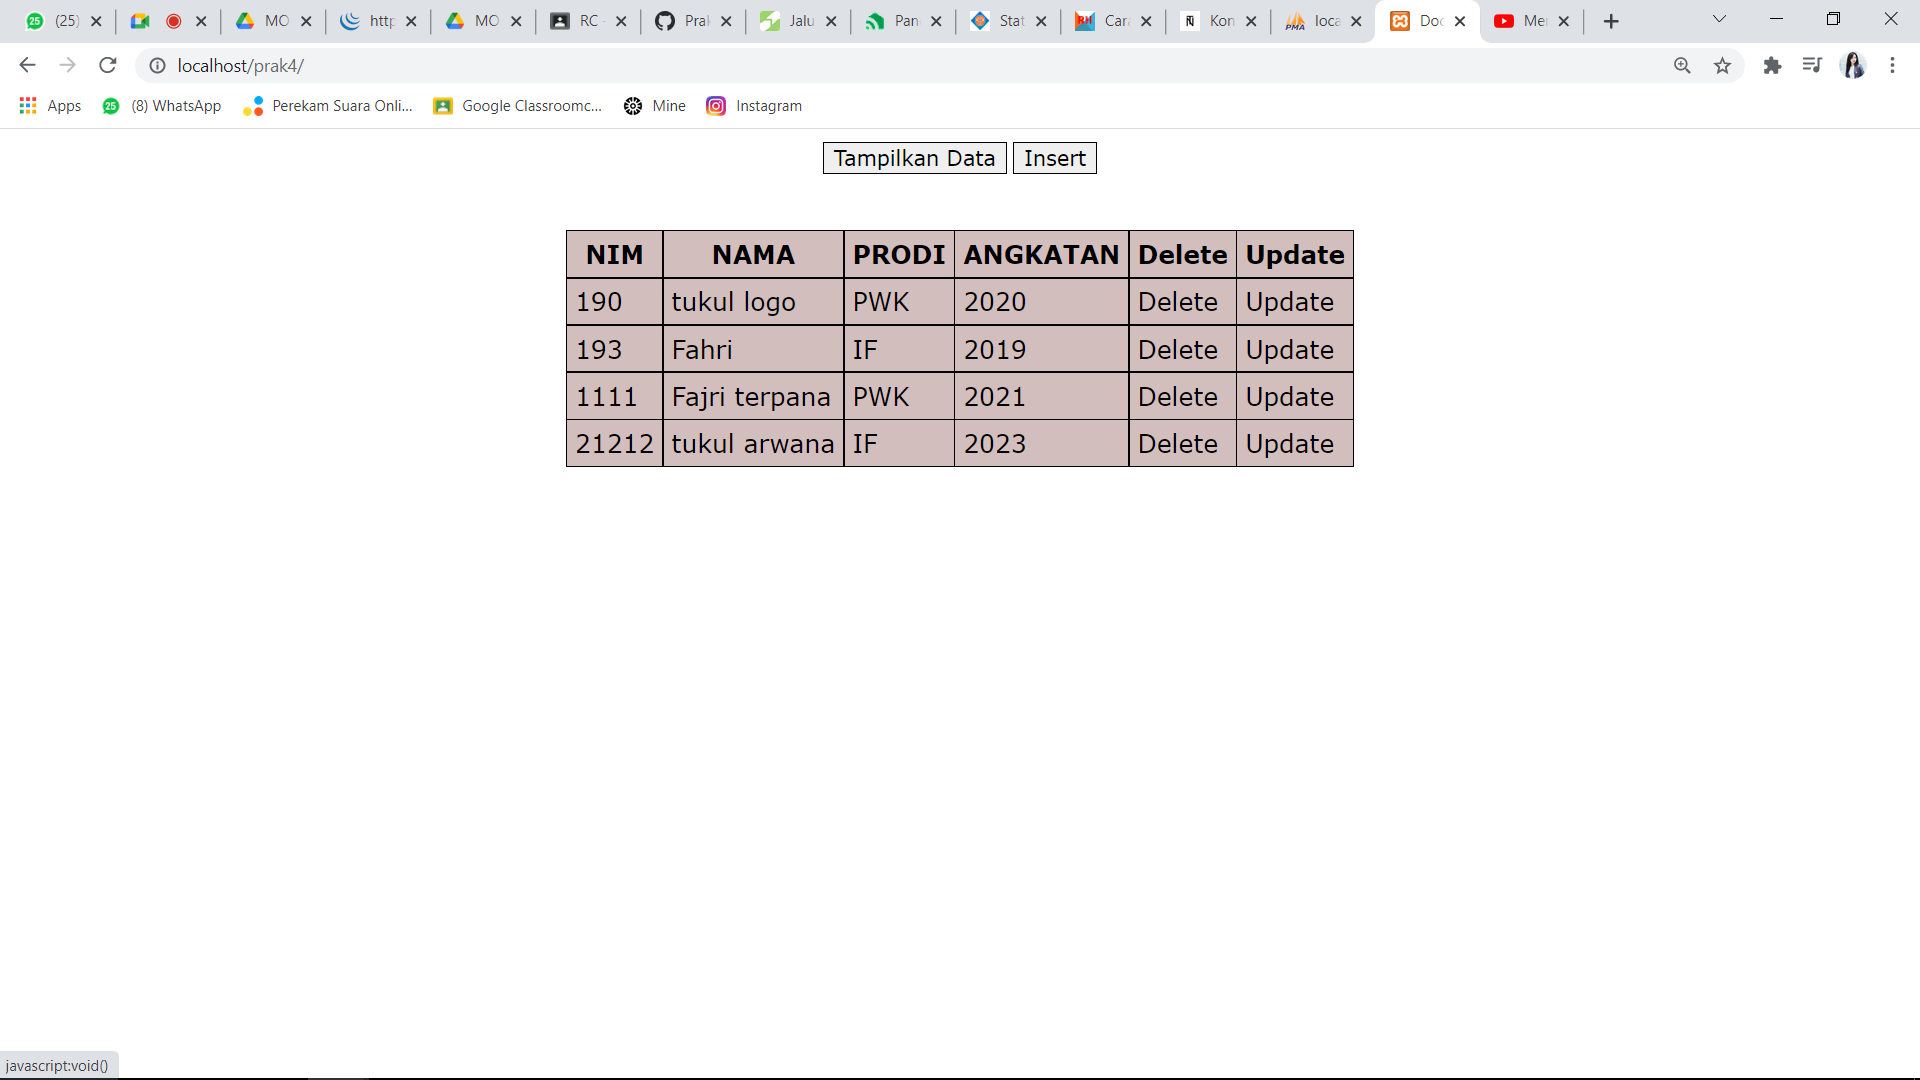 (25) MO http MO RC - Prak Jalu Pan Stat Cara Kon loca Doc Me
localhost/prak4/
Apps (8) WhatsApp Perekam Suara Onli... Google Classroomc... Mine Instagram
Tampilkan Data Insert
NIM NAMA PRODI ANGKATAN Delete Update
190 tukul logo PWK 2020 Delete Update
193 Fahri IF 2019 Delete Update
1111 Fajri terpana PWK 2021 Delete Update
21212 tukul arwana IF 2023 Delete Update
javascript:void()